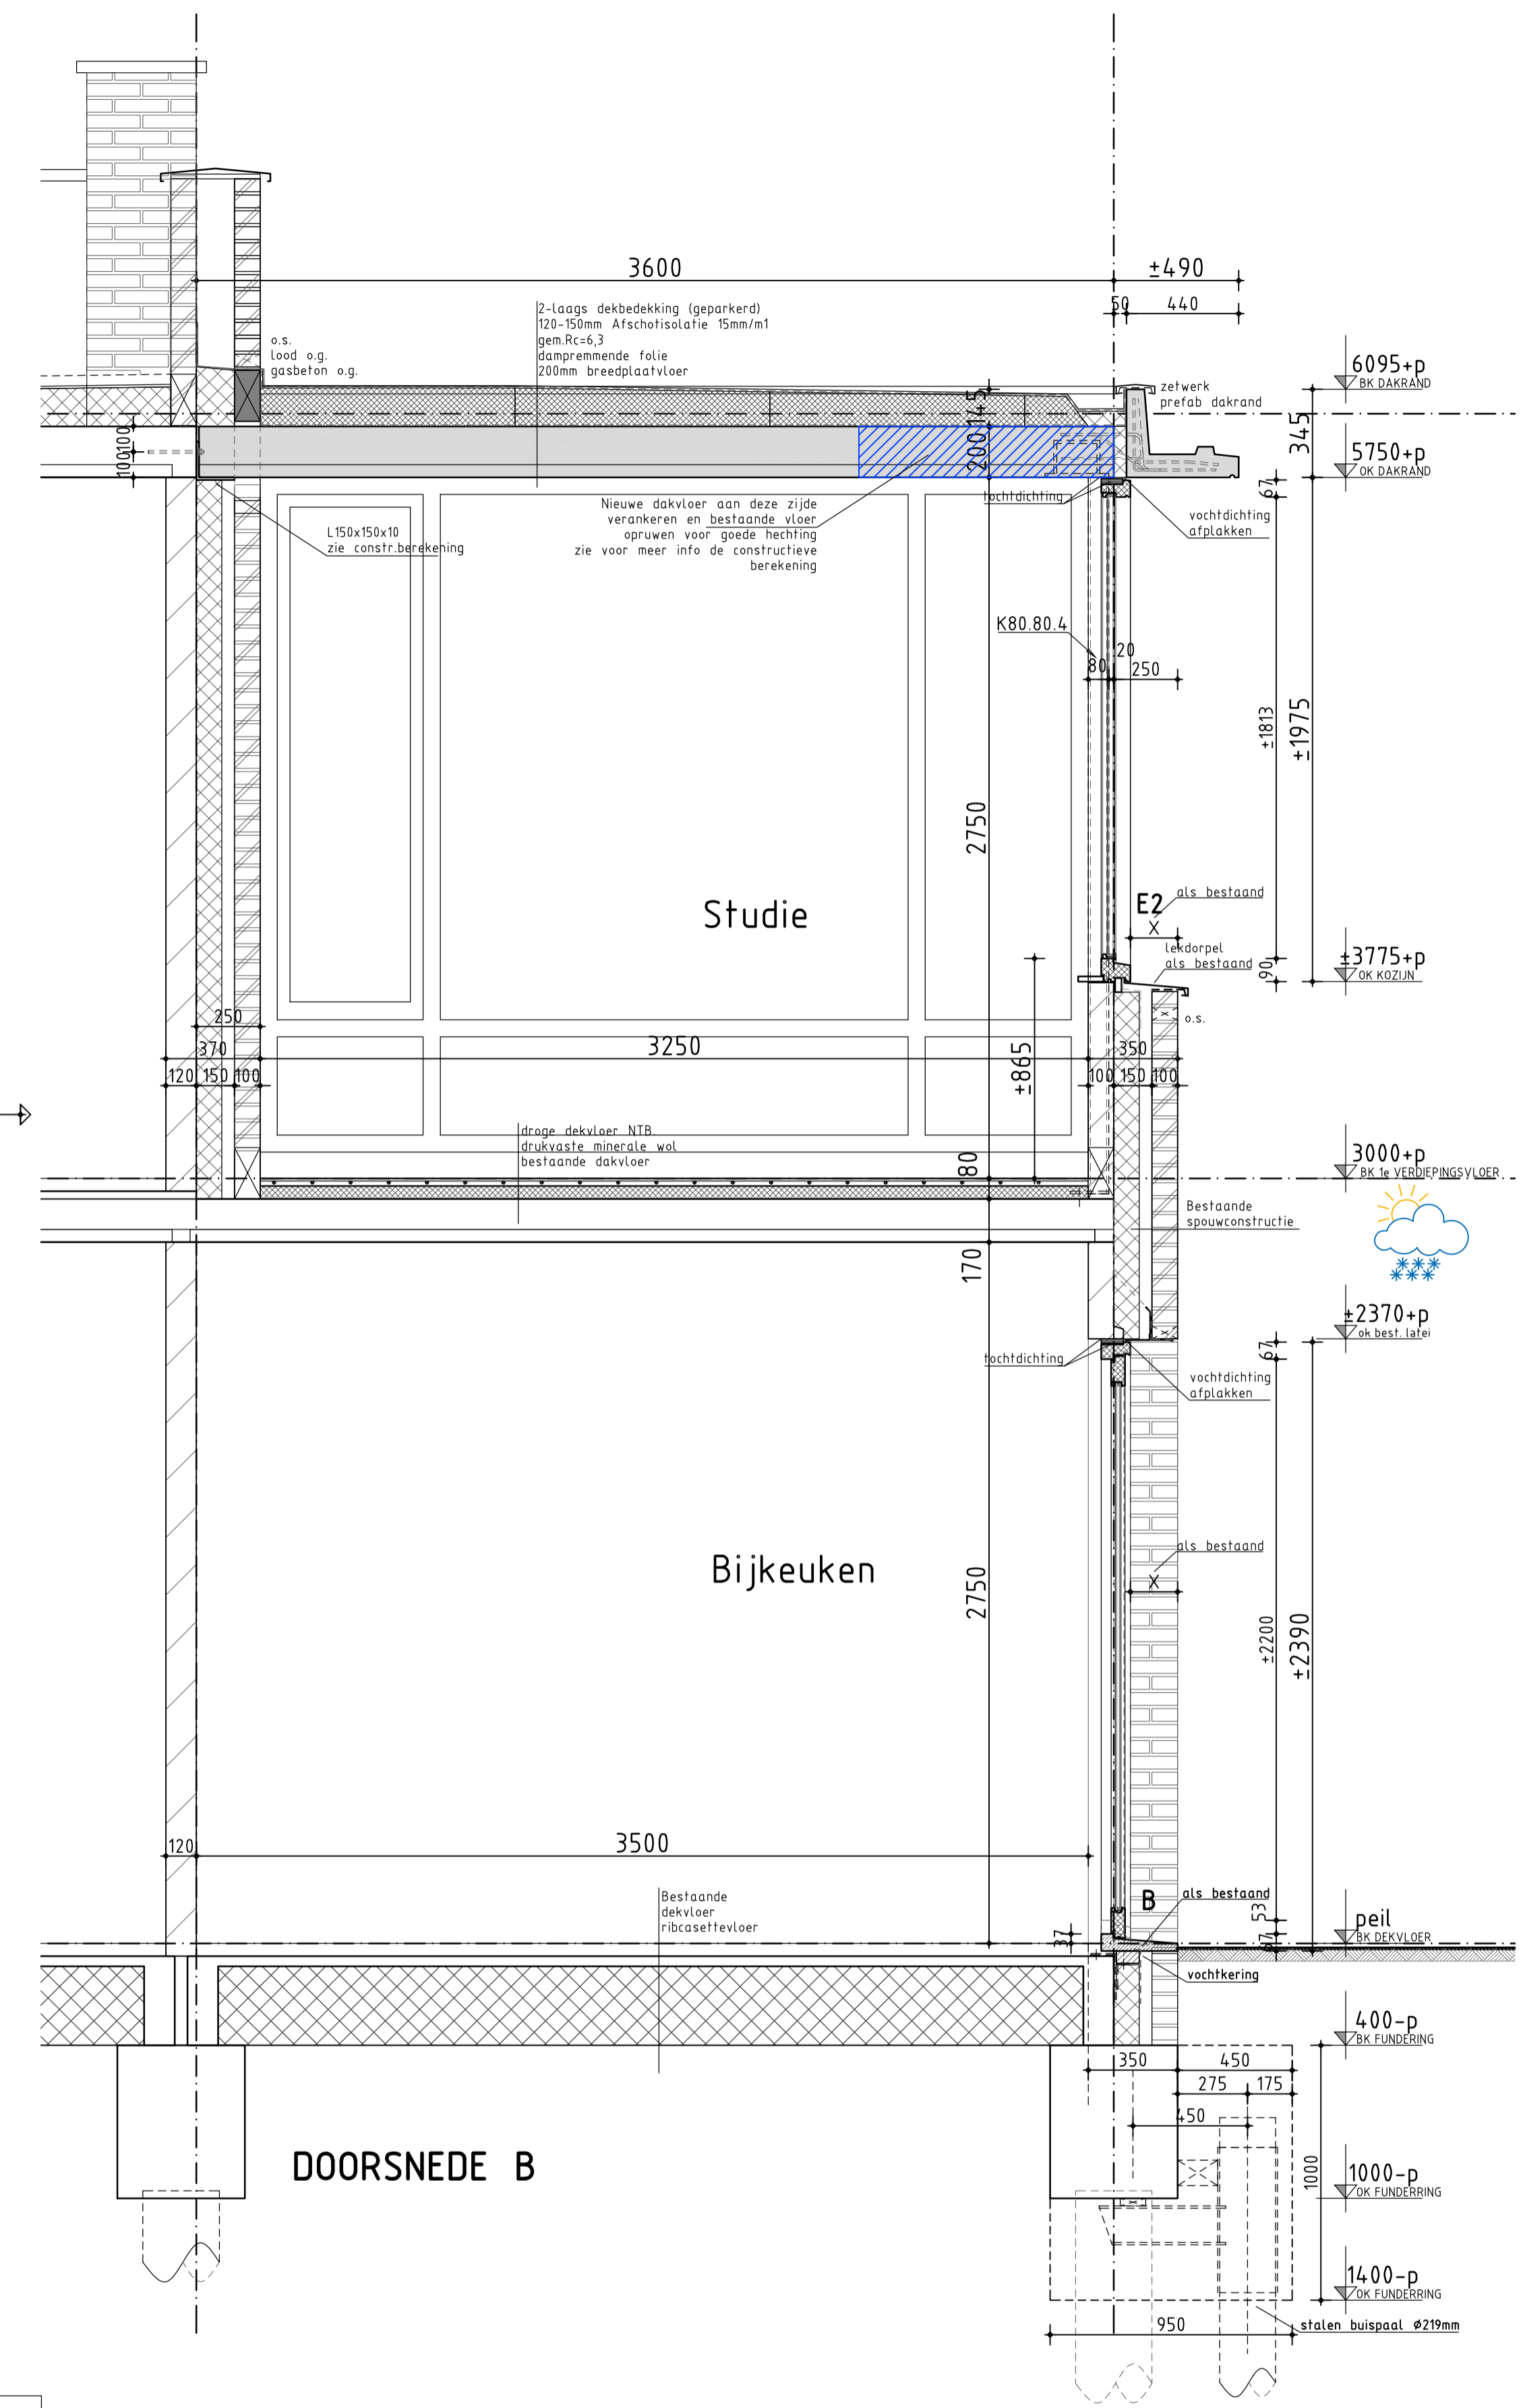 3600
±490
50
440
2-laags dekbedekking (geparkerd)
120-150mm Afschotisolatie 15mm/m1
gem.Rc=6,3
dampremmende folie
200mm breedplaatvloer
o.s.
lood o.g.
gasbeton o.g.
6095+p
BK DAKRAND
zetwerk
prefab dakrand
145
345
100
100
200
5750+p
OK DAKRAND
67
tochtdichting
Nieuwe dakvloer aan deze zijde
verankeren en bestaande vloer
opruwen voor goede hechting
zie voor meer info de constructieve
berekening
vochtdichting
afplakken
L150x150x10
zie constr.berekening
K80.80.4
20
80
250
±1813
±1975
2750
Studie
als bestaand
E2
X
lekdorpel
als bestaand
90
±3775+p
OK KOZIJN
o.s.
250
370
3250
350
120
150
100
±865
100
150
100
droge dekvloer NTB.
drukvaste minerale wol
bestaande dakvloer
80
3000+p
BK 1e VERDIEPINGSVLOER
Bestaande
spouwconstructie
170
±2370+p
ok best. latei
67
tochtdichting
vochtdichting
afplakken
als bestaand
X
Bijkeuken
2750
±2200
±2390
120
3500
Bestaande
dekvloer
ribcasettevloer
B
als bestaand
53
37
67
peil
BK DEKVLOER
vochtkering
400-p
BK FUNDERING
350
450
275
175
450
1000
DOORSNEDE B
1000-p
OK FUNDERRING
1400-p
OK FUNDERRING
950
stalen buispaal Ø219mm